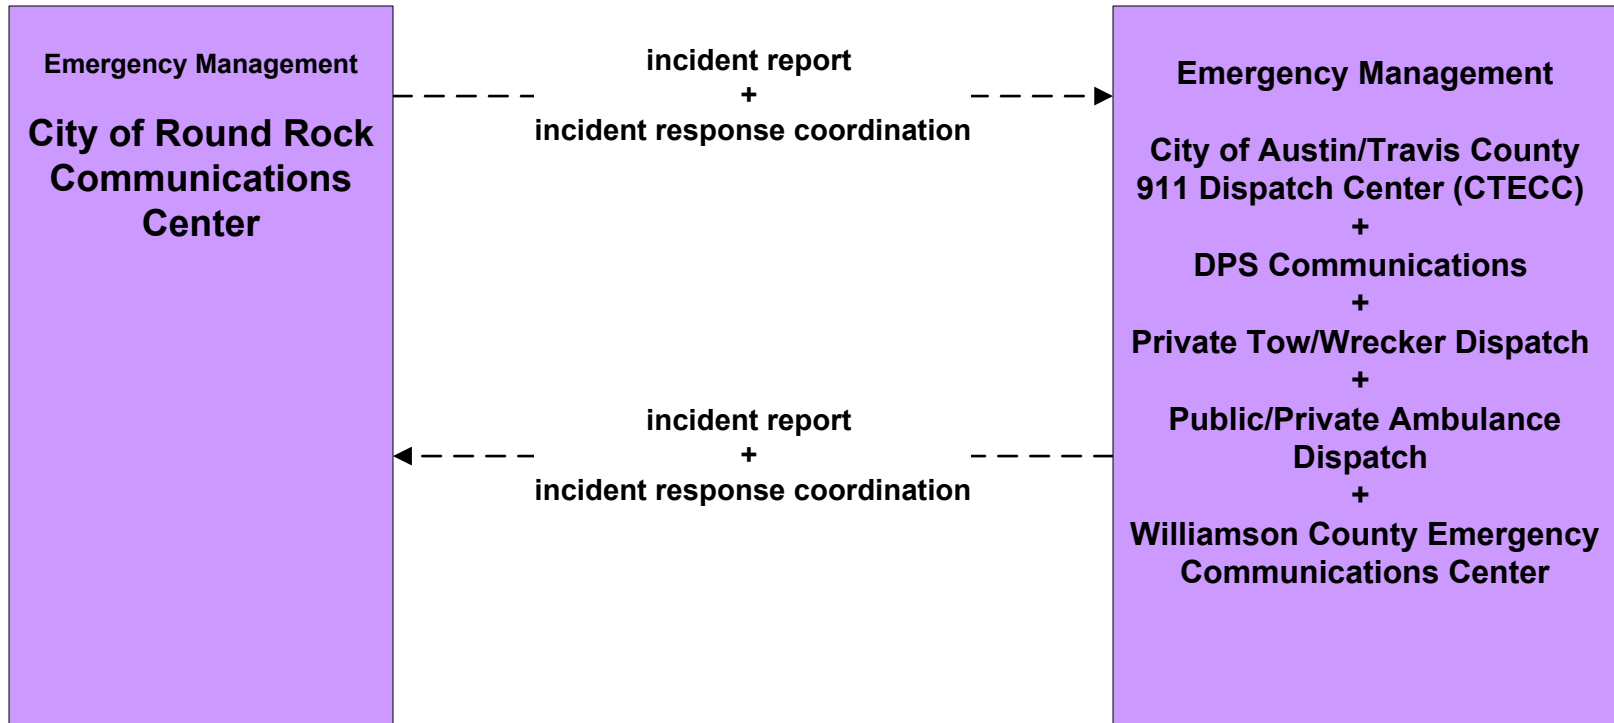 Emergency Management
City of Round Rock
Communications
Center
incident report
+
incident response coordination
incident report
+
incident response coordination
Emergency Management
City of Austin/Travis County
911 Dispatch Center (CTECC)
+
DPS Communications
+
Private Tow/Wrecker Dispatch
+
Public/Private Ambulance
Dispatch
+
Williamson County Emergency
Communications Center